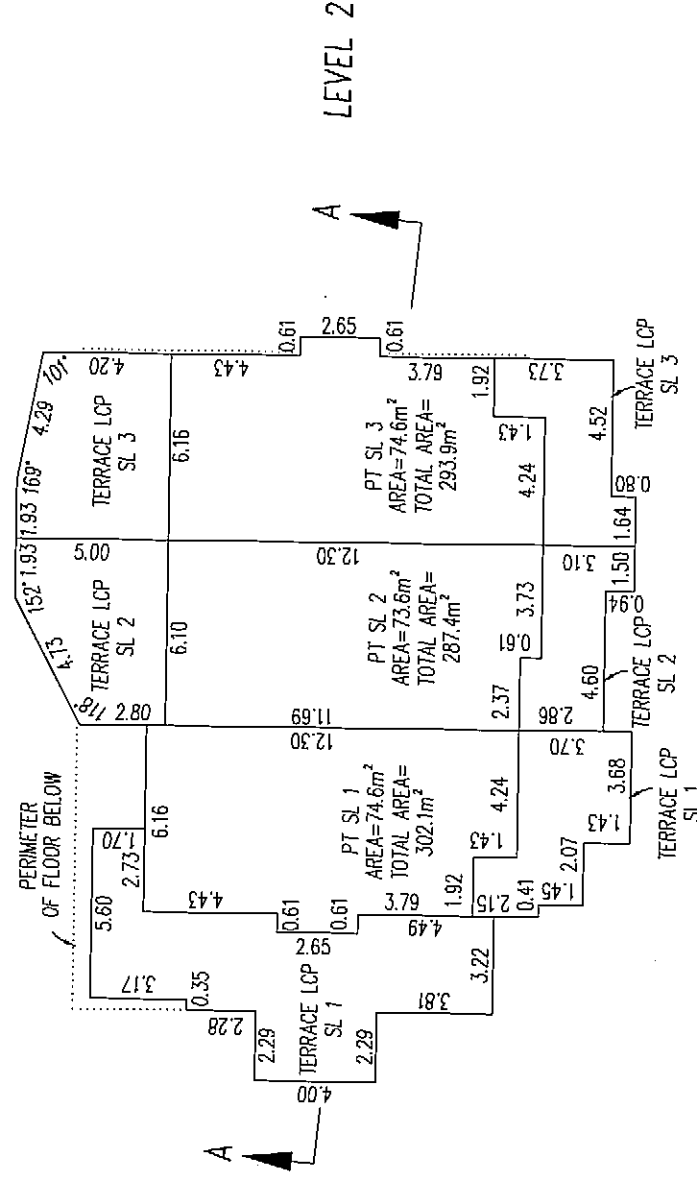 LEVEL 2
A
A
152° 1.93
1.93 169°
4.29
101°
4.73
118°
5.00
4.20
TERRACE LCP
SL 2
TERRACE LCP
SL 3
2.80
PERIMETER
OF FLOOR BELOW
5.60
1.70
2.73
6.16
6.10
6.16
3.17
0.35
2.28
2.29
4.00
2.29
3.81
3.22
TERRACE LCP
SL 1
4.43
0.61
2.65
0.61
3.79
4.49
4.43
0.61
2.65
0.61
3.79
12.30
11.69
12.30
PT SL 1
AREA=74.6m²
TOTAL AREA=
302.1m²
PT SL 2
AREA=73.6m²
TOTAL AREA=
287.4m²
PT SL 3
AREA=74.6m²
TOTAL AREA=
293.9m²
1.92
1.43
4.24
2.37
0.61
3.73
4.24
1.43
1.92
2.15
0.41
1.45
2.07
1.43
3.68
3.70
2.86
4.60
0.94
1.50
3.10
1.64
0.80
4.52
3.73
TERRACE LCP
SL 1
TERRACE LCP
SL 2
TERRACE LCP
SL 3